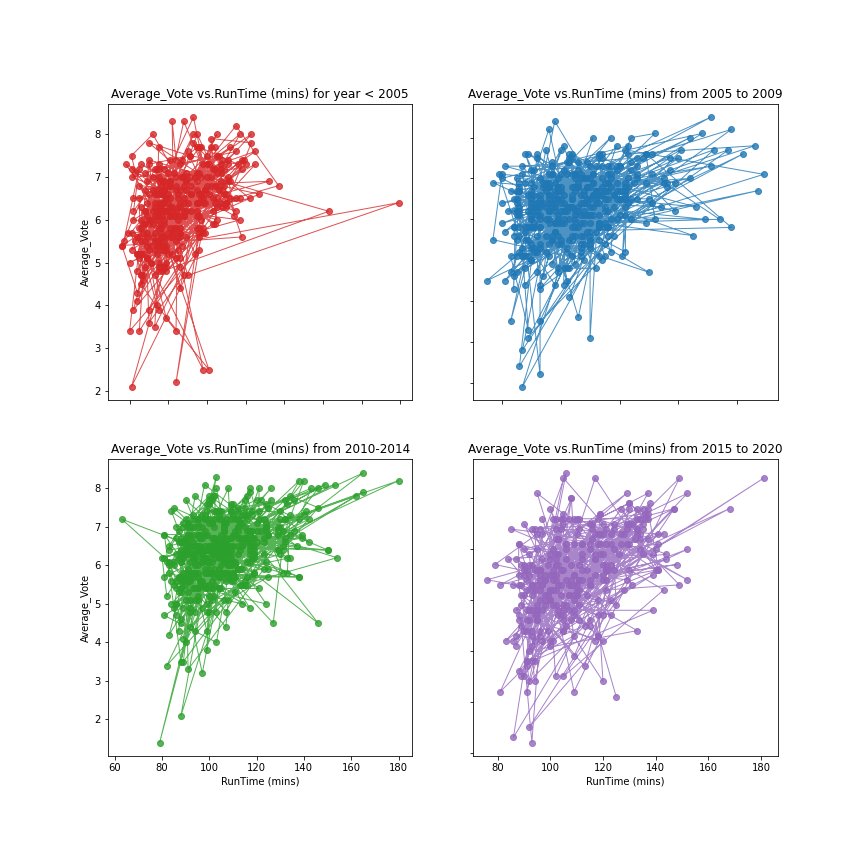 Average_Vote vs.RunTime (mins) for year < 2005
Average_Vote vs.RunTime (mins) from 2005 to 2009
8
7
6
5
4
3
2
Average_Vote
Average_Vote vs.RunTime (mins) from 2010-2014
Average_Vote vs.RunTime (mins) from 2015 to 2020
8
7
6
5
4
3
2
Average_Vote
60 80 100 120 140 160 180
80 100 120 140 160 180
RunTime (mins)
RunTime (mins)